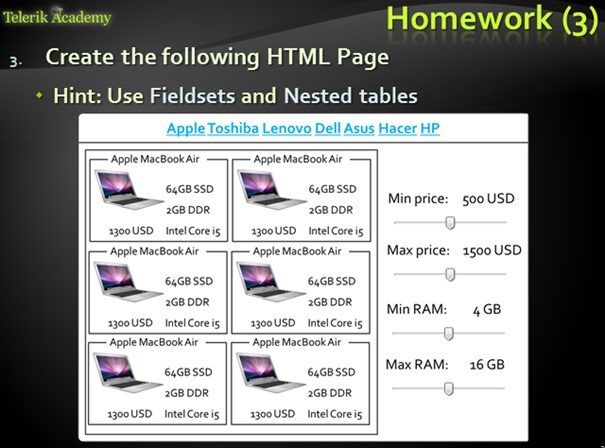 Telerik Academy
Homework (3)
3. Create the following HTML Page
Hint: Use Fieldsets and Nested tables
Apple Toshiba Lenovo Dell Asus Hacer HP
Apple MacBook Air Apple MacBook Air
64GB SSD 64GB SSD
2GB DDR 2GB DDR
1300 USD Intel Core i5 1300 USD Intel Core i5
Apple MacBook Air Apple MacBook Air
64GB SSD 64GB SSD
2GB DDR 2GB DDR
1300 USD Intel Core i5 1300 USD Intel Core i5
Apple MacBook Air Apple MacBook Air
64GB SSD 64GB SSD
2GB DDR 2GB DDR
1300 USD Intel Core i5 1300 USD Intel Core i5
Min price: 500 USD
Max price: 1500 USD
Min RAM: 4 GB
Max RAM: 16 GB